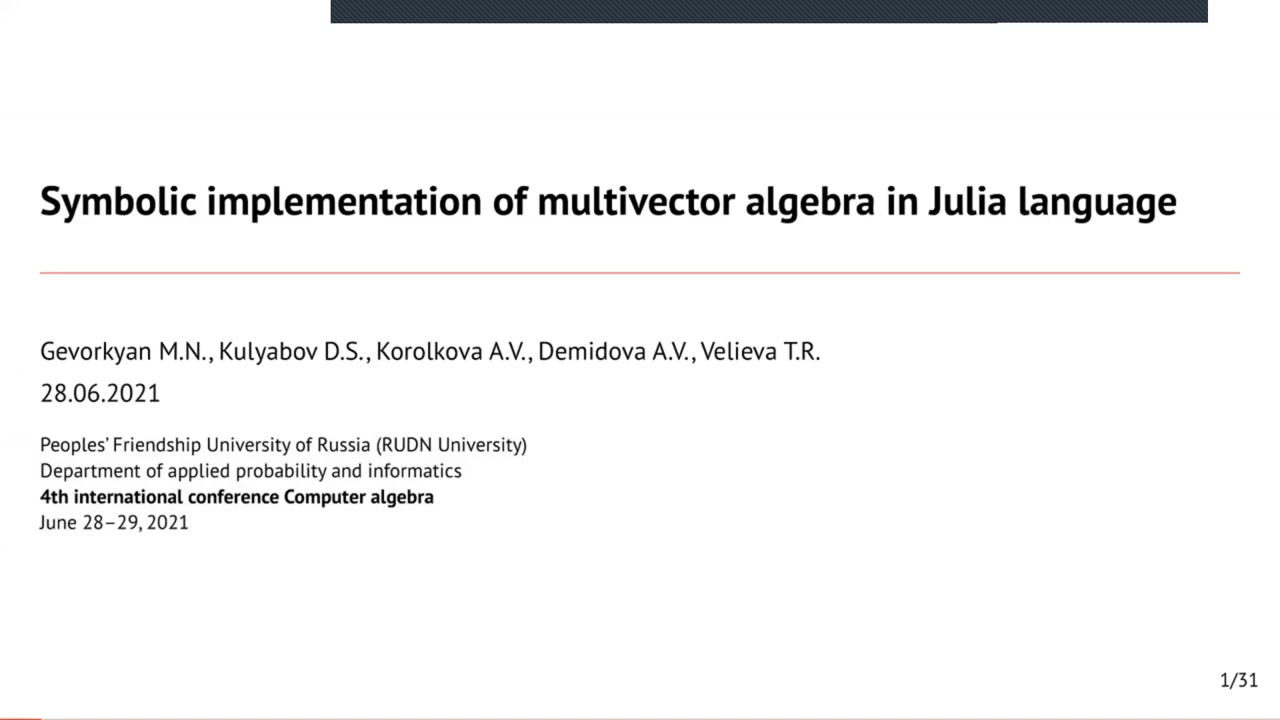 Symbolic implementation of multivector algebra in Julia language
Gevorkyan M.N., Kulyabov D.S., Korolkova A.V., Demidova A.V., Velieva T.R.
28.06.2021
Peoples’ Friendship University of Russia (RUDN University)
Department of applied probability and informatics
4th international conference Computer algebra
June 28–29, 2021
1/31